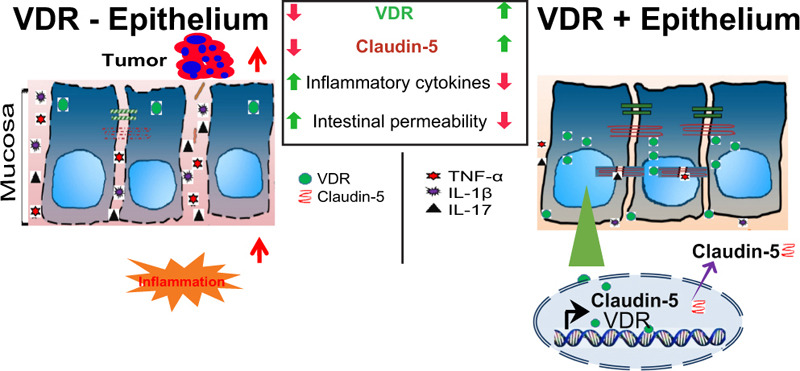 VDR - Epithelium
Tumor
Mucosa
Inflammation
VDR
Claudin-5
Inflammatory cytokines
Intestinal permeability
VDR
Claudin-5
TNF-α
IL-1β
IL-17
VDR + Epithelium
Claudin-5
Claudin-5
VDR